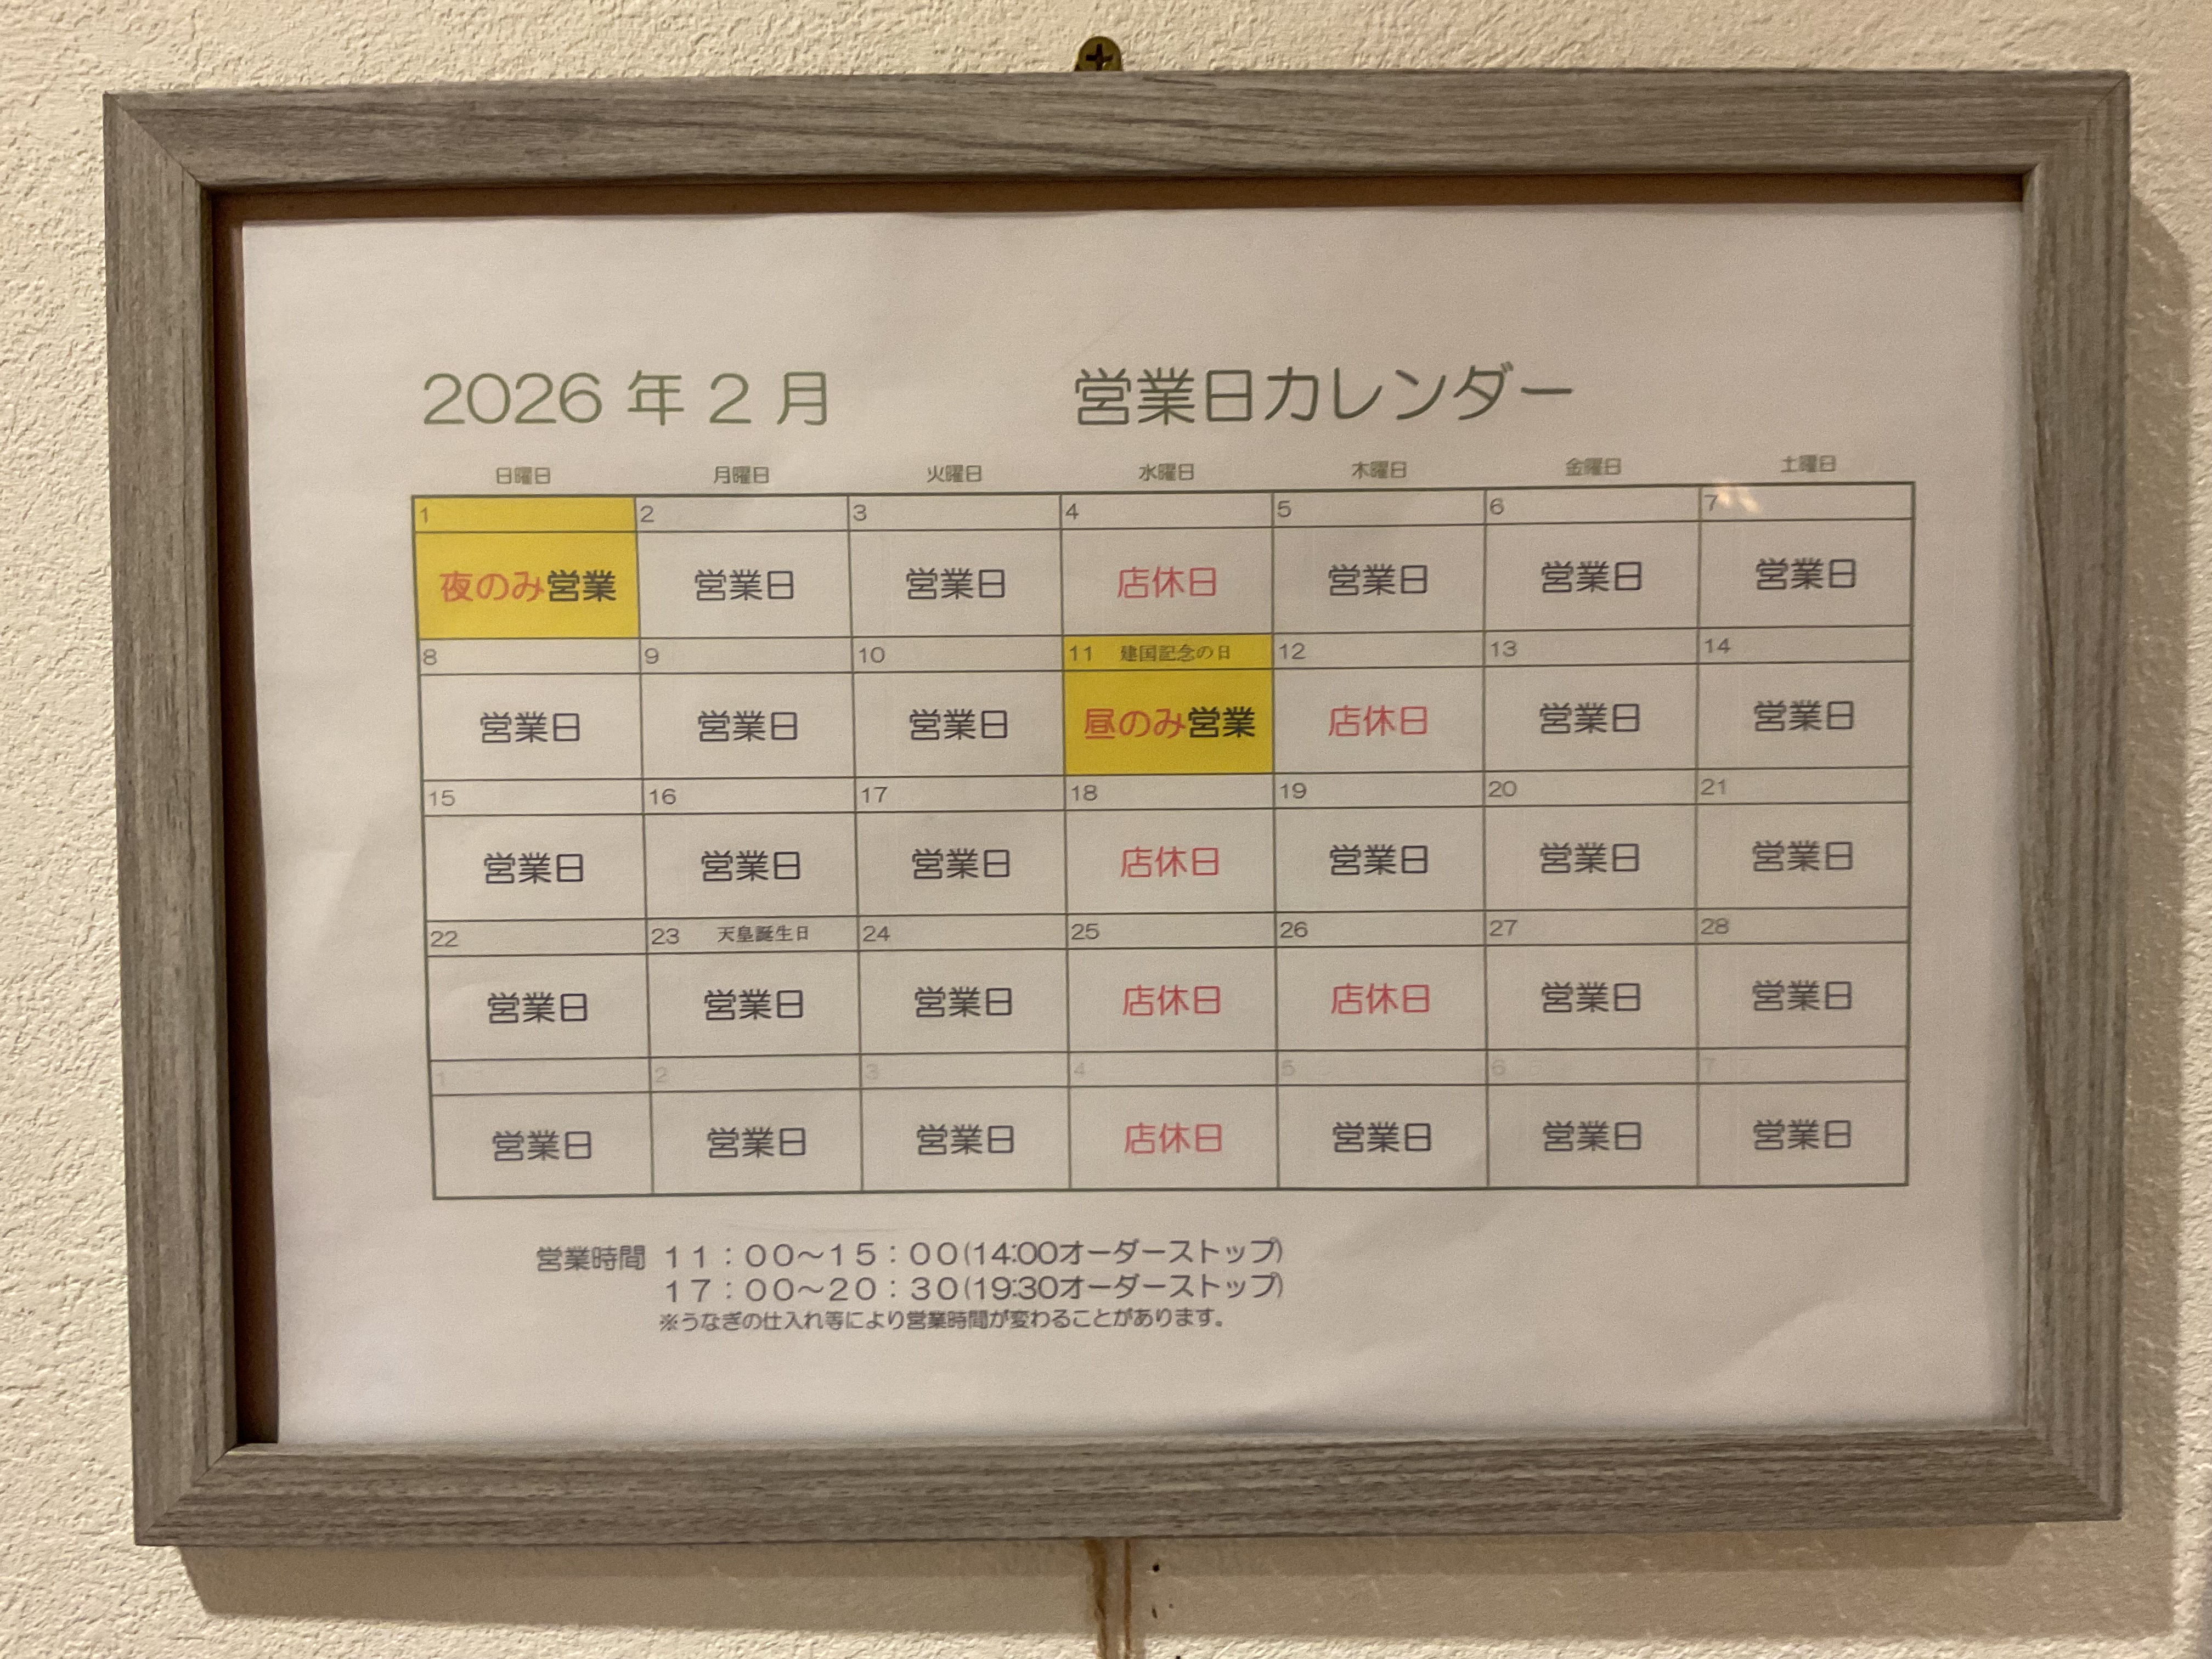 2026 年 2 月 営業日カレンダー
日曜日 月曜日 火曜日 水曜日 木曜日 金曜日 土曜日
1 2 3 4 5 6 7
夜のみ営業 営業日 営業日 店休日 営業日 営業日 営業日
8 9 10 11 建国記念の日 12 13 14
営業日 営業日 営業日 昼のみ営業 店休日 営業日 営業日
15 16 17 18 19 20 21
営業日 営業日 営業日 店休日 営業日 営業日 営業日
22 23 天皇誕生日 24 25 26 27 28
営業日 営業日 営業日 店休日 店休日 営業日 営業日
1 2 3 4 5 6 7
営業日 営業日 営業日 店休日 営業日 営業日 営業日
営業時間 11：00～15：00(14:00オーダーストップ)
17：00～20：30(19:30オーダーストップ)
※うなぎの仕入れ等により営業時間が変わることがあります。